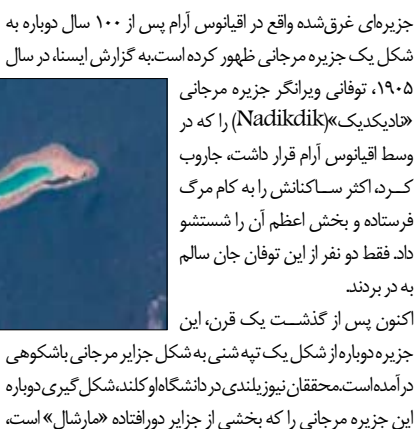 جزیره‌ای غرق‌شده واقع در اقیانوس آرام پس از ۱۰۰ سال دوباره به
شکل یک جزیره مرجانی ظهور کرده است.به گزارش ایسنا، در سال
۱۹۰۵، توفانی ویرانگر جزیره مرجانی
«نادیکدیک»(Nadikdik) را که در
وسط اقیانوس آرام قرار داشت، جاروب
کــرد، اکثر ســاکنانش را به کام مرگ
فرستاده و بخش اعظم آن را شستشو
داد. فقط دو نفر از این توفان جان سالم
به در بردند.
اکنون پس از گذشــت یک قرن، این
جزیره دوباره از شکل یک تپه شنی به شکل جزایر مرجانی باشکوهی
درآمده‌است.محققان نیوزیلندی در دانشگاه اوکلند،شکل گیری دوباره
این جزیره مرجانی را که بخشی از جزایر دورافتاده «مارشال» است،